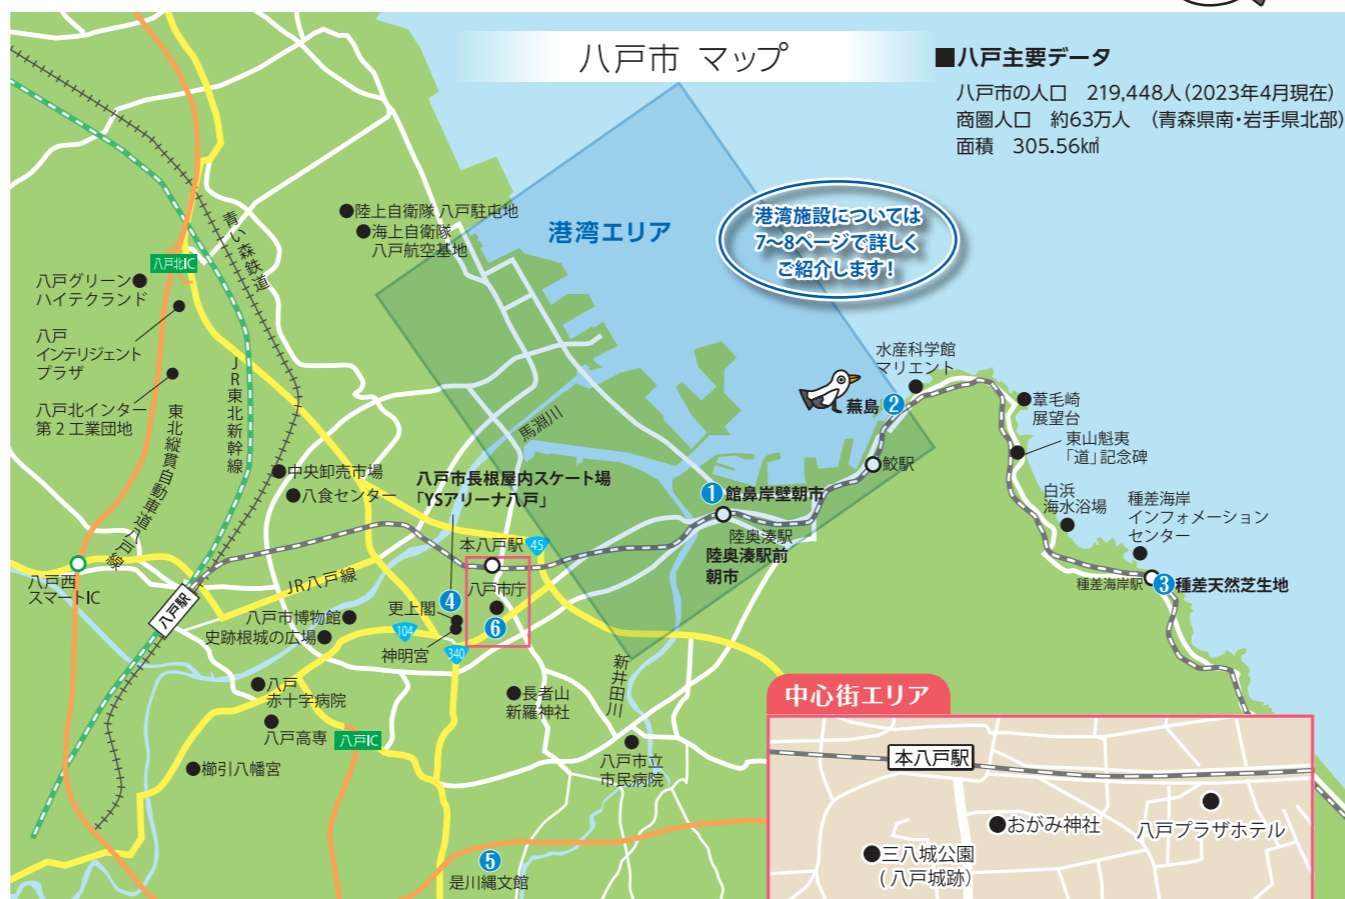 八戸市 マップ
■八戸主要データ
八戸市の人口 219,448人(2023年4月現在)
商圏人口 約63万人 (青森県南・岩手県北部)
面積 305.56㎢
港湾エリア
港湾施設については
7〜8ページで詳しく
ご紹介します!
●陸上自衛隊 八戸駐屯地
●海上自衛隊
八戸航空基地
青い森鉄道
八戸北IC
八戸グリーン●
ハイテクランド
八戸
インテリジェント
プラザ
八戸北インター
第2工業団地
JR東北新幹線
東北縦貫自動車道八戸線
馬淵川
水産科学館
マリエント
蕪島 2
葦毛崎
展望台
東山魁夷
「道」記念碑
鮫駅
白浜
海水浴場
種差海岸
インフォメーション
センター
種差海岸駅
3 種差天然芝生地
●中央卸売市場
●八食センター
八戸市長根屋内スケート場
「YSアリーナ八戸」
1 館鼻岸壁朝市
陸奥湊駅
陸奥湊駅前
朝市
本八戸駅
45
八戸市庁
6
八戸西
スマートIC
八戸駅
JR八戸線
八戸市博物館●
史跡根城の広場●
更上閣
4
神明宮
104
340
新井田川
●八戸
赤十字病院
八戸高専
八戸IC
●櫛引八幡宮
●長者山
新羅神社
八戸市立
市民病院
5
是川縄文館
中心街エリア
本八戸駅
●おがみ神社
八戸プラザホテル
●三八城公園
(八戸城跡)